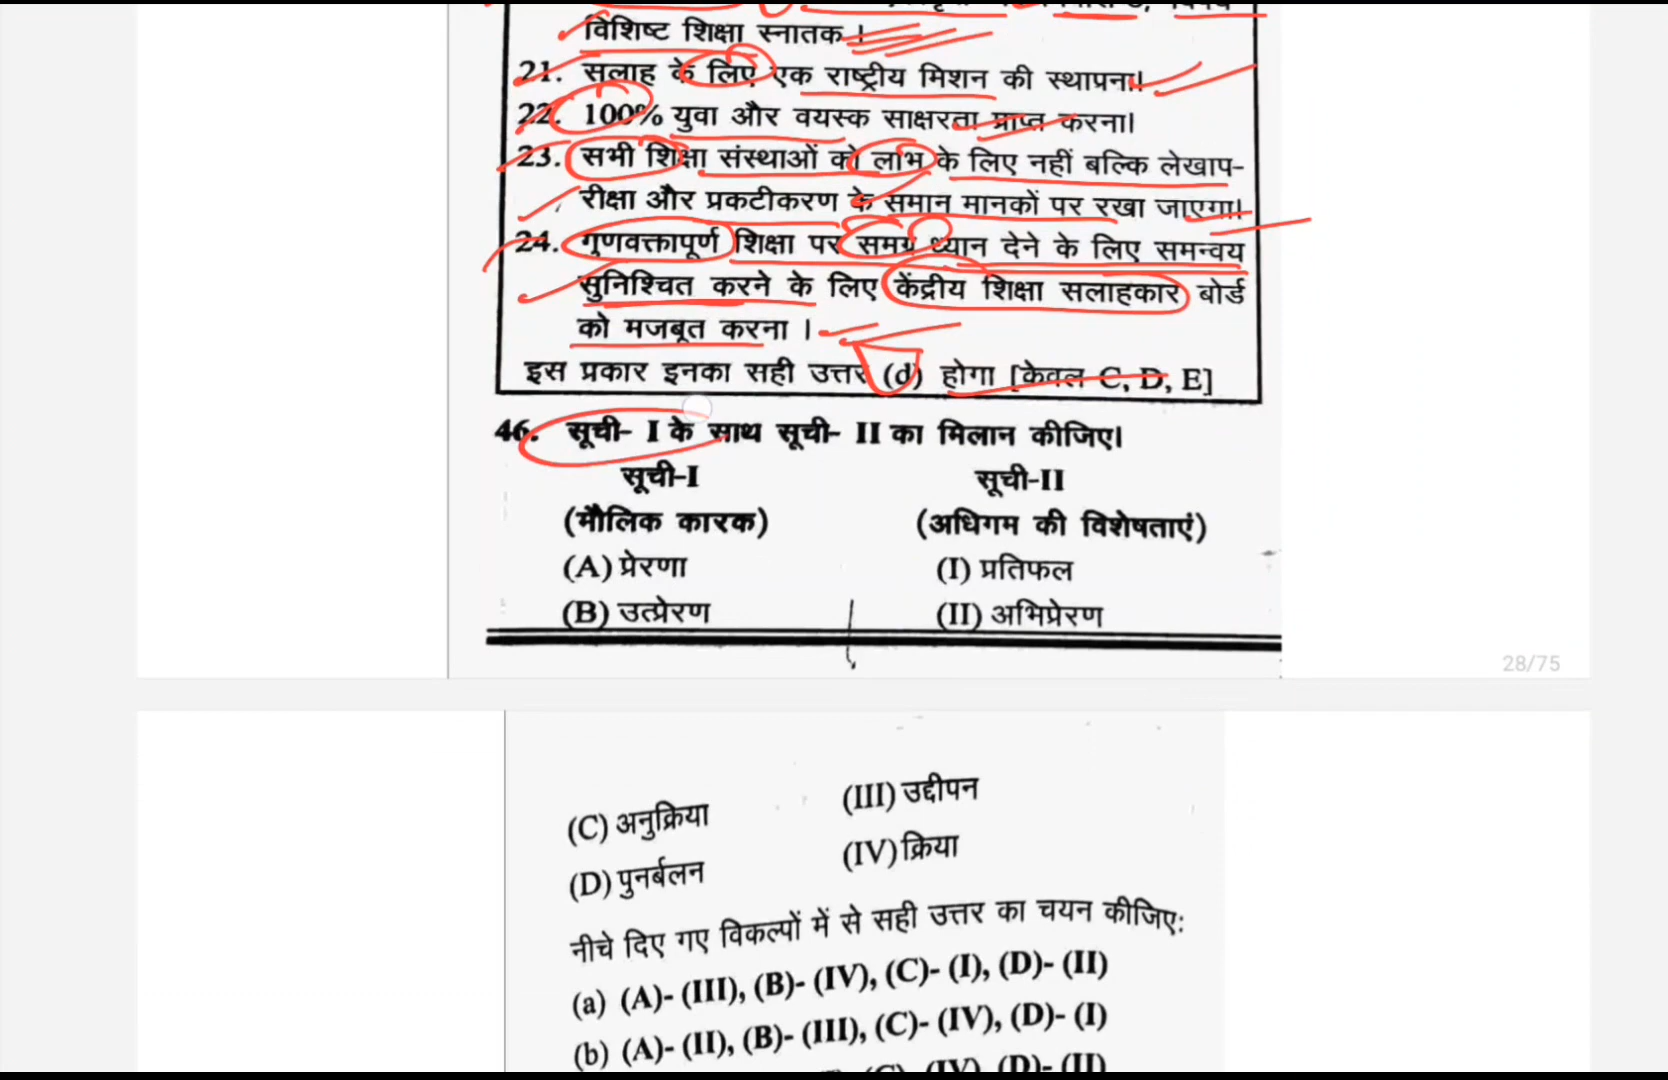 विशिष्ट शिक्षा स्नातक ।
21. सलाह के लिए एक राष्ट्रीय मिशन की स्थापना।
22. 100% युवा और वयस्क साक्षरता प्राप्त करना।
23. सभी शिक्षा संस्थाओं को लाभ के लिए नहीं बल्कि लेखाप-
रीक्षा और प्रकटीकरण के समान मानकों पर रखा जाएगा।
24. गुणवक्तापूर्ण शिक्षा पर समग्र ध्यान देने के लिए समन्वय
सुनिश्चित करने के लिए केंद्रीय शिक्षा सलाहकार बोर्ड
को मजबूत करना ।
इस प्रकार इनका सही उत्तर (d) होगा [केवल C, D, E]
46. सूची- I के साथ सूची- II का मिलान कीजिए।
सूची-I सूची-II
(मौलिक कारक) (अधिगम की विशेषताएं)
(A) प्रेरणा (I) प्रतिफल
(B) उत्प्रेरण (II) अभिप्रेरण
28/75
(C) अनुक्रिया (III) उद्दीपन
(D) पुनर्बलन (IV) क्रिया
नीचे दिए गए विकल्पों में से सही उत्तर का चयन कीजिए:
(a) (A)- (III), (B)- (IV), (C)- (I), (D)- (II)
(b) (A)- (II), (B)- (III), (C)- (IV), (D)- (I)
(IV), (D)- (II)